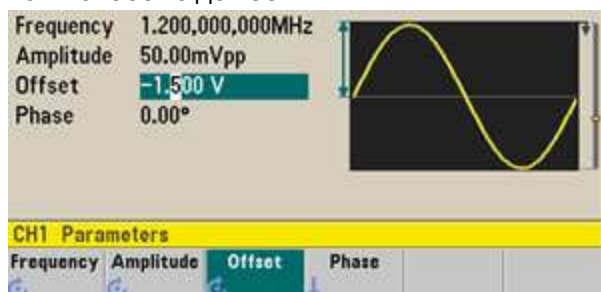 Frequency 1.200,000,000MHz
Amplitude 50.00mVpp
Offset -1.500 V
Phase 0.00°
CH1 Parameters
Frequency Amplitude Offset Phase